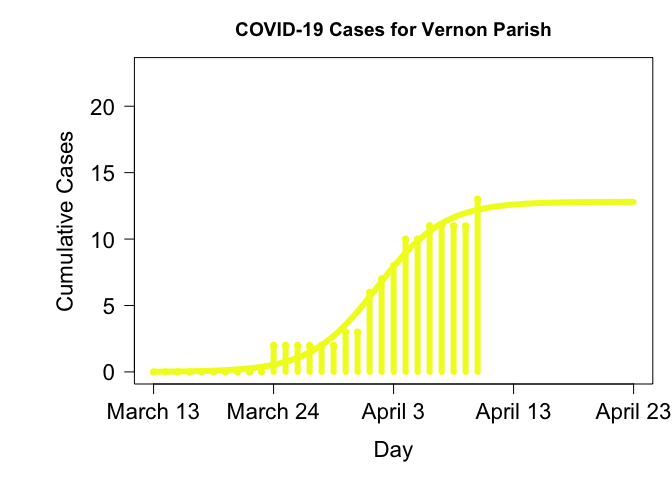 COVID-19 Cases for Vernon Parish
20
15
10
5
0
Cumulative Cases
March 13 March 24 April 3 April 13 April 23
Day